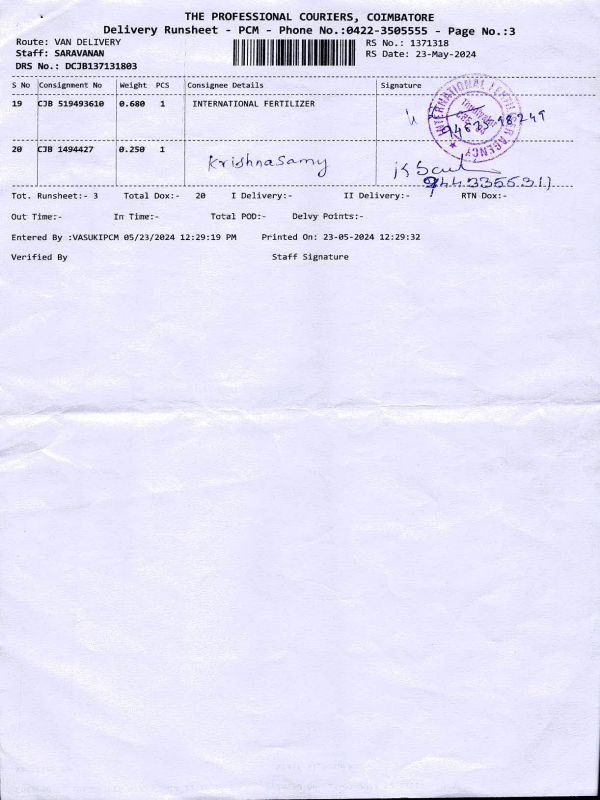 THE PROFESSIONAL COURIERS, COIMBATORE
Delivery Runsheet - PCM - Phone No.:0422-3505555 - Page No.:3
Route: VAN DELIVERY RS No.: 1371318
Staff: SARAVANAN RS Date: 23-May-2024
DRS No.: DCJB137131803
S No Consignment No Weight PCS Consignee Details Signature
19 CJB 519493610 0.680 1 INTERNATIONAL FERTILIZER
INTERNATIONAL AGENCY
20 CJB 1494427 0.250 1 Krishnasamy
Tot. Runsheet:- 3 Total Dox:- 20 I Delivery:- II Delivery:- RTN Dox:-
Out Time:- In Time:- Total POD:- Delvy Points:-
Entered By :VASUKIPCM 05/23/2024 12:29:19 PM Printed On: 23-05-2024 12:29:32
Verified By Staff Signature